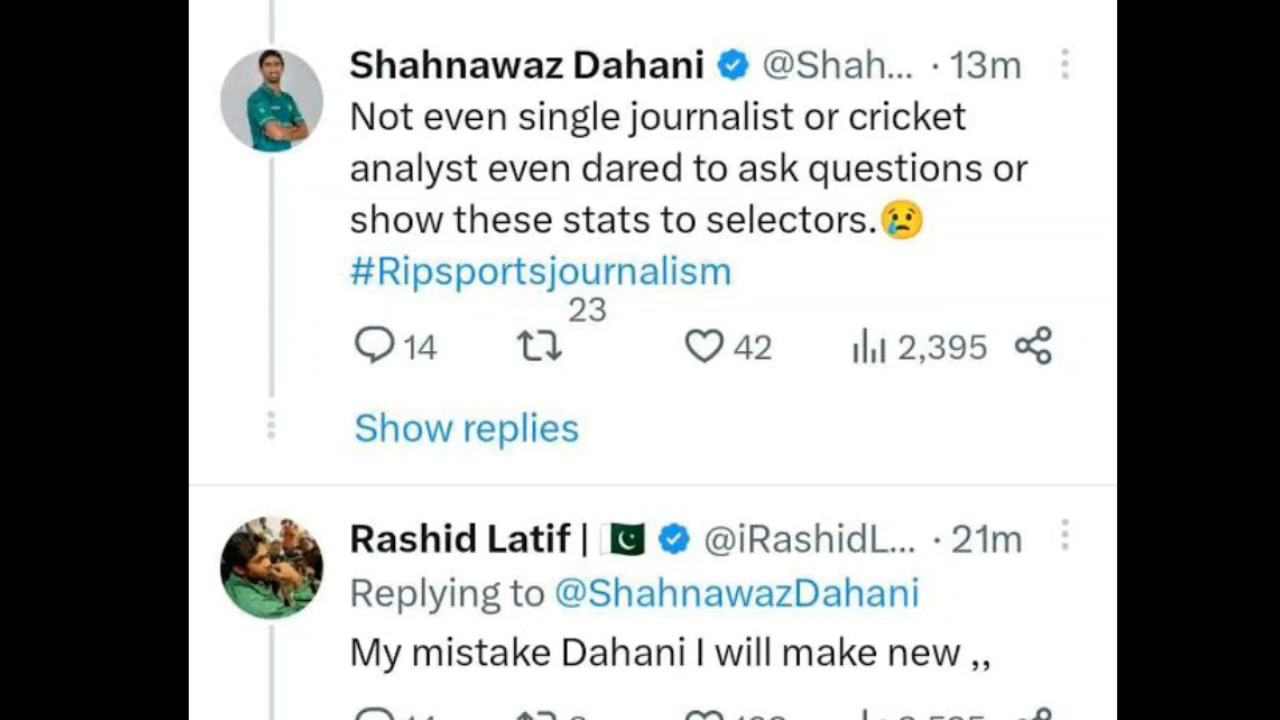 Shahnawaz Dahani @Shah... · 13m
Not even single journalist or cricket
analyst even dared to ask questions or
show these stats to selectors.😢
#Ripsportsjournalism
14 23 42 2,395
Show replies
Rashid Latif | 🇵🇰 @iRashidL... · 21m
Replying to @ShahnawazDahani
My mistake Dahani I will make new ,,